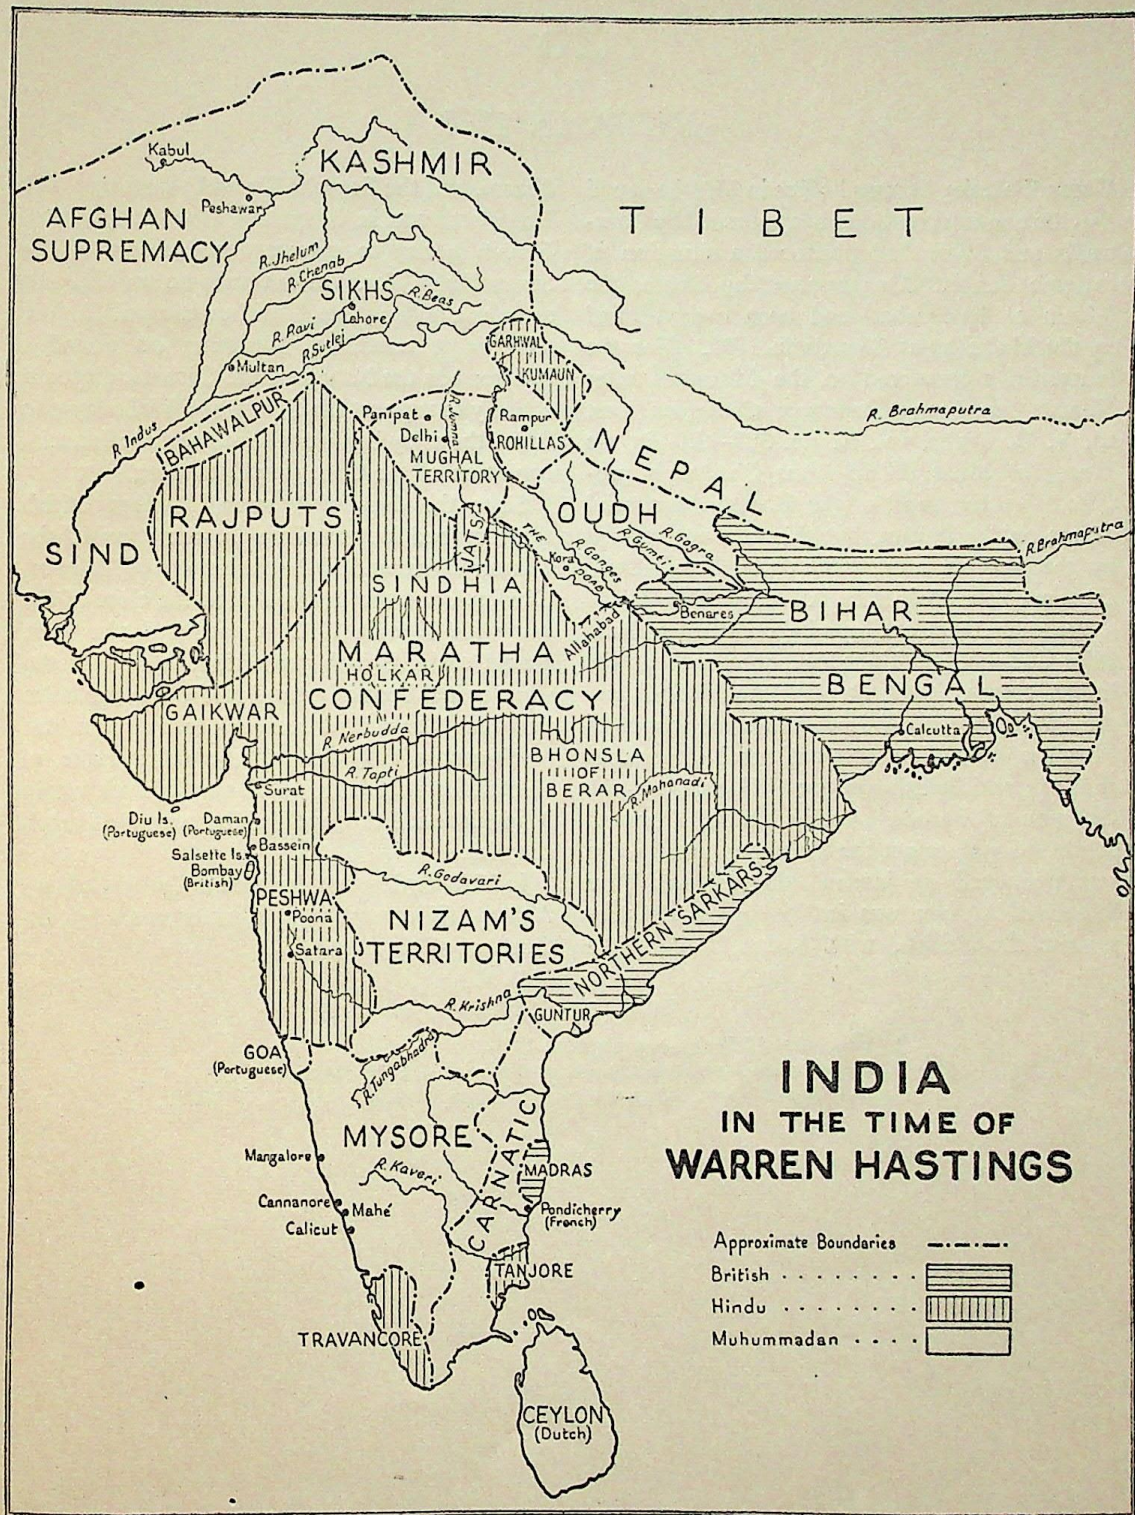 Kabul
KASHMIR
Peshawar
AFGHAN
SUPREMACY
TIBET
R. Jhelum
R. Chenab
SIKHS
R. Beas
Lahore
R. Ravi
R. Sutlej
Multan
GARHWAL
KUMAUN
R. Indus
BAHAWALPUR
Panipat
R. Jumna
Delhi
MUGHAL
TERRITORY
Rampur
ROHILLAS
NEPAL
R. Brahmaputra
RAJPUTS
OUDH
SIND
JATS
THE
DOAB
Kora
R. Ganges
R. Gumti
R. Gogra
R. Brahmaputra
SINDHIA
Allahabad
Benares
BIHAR
MARATHA
HOLKAR
CONFEDERACY
BENGAL
GAIKWAR
Calcutta
R. Nerbudda
BHONSLA
OF
BERAR
R. Tapti
R. Mahanadi
Surat
Diu Is.
(Portuguese)
Daman
(Portuguese)
Bassein
Salsette Is.
Bombay
(British)
R. Godavari
PESHWA
Poona
Satara
NIZAM'S
TERRITORIES
NORTHERN SARKARS
R. Krishna
GUNTUR
GOA
(Portuguese)
R. Tungabhadra
MYSORE
CARNATIC
Mangalore
R. Kaveri
MADRAS
Cannanore
Mahé
Calicut
Pondicherry
(French)
TANJORE
TRAVANCORE
CEYLON
(Dutch)
INDIA
IN THE TIME OF
WARREN HASTINGS
Approximate Boundaries
British . . . . . . . .
Hindu . . . . . . . .
Muhummadan . . . .